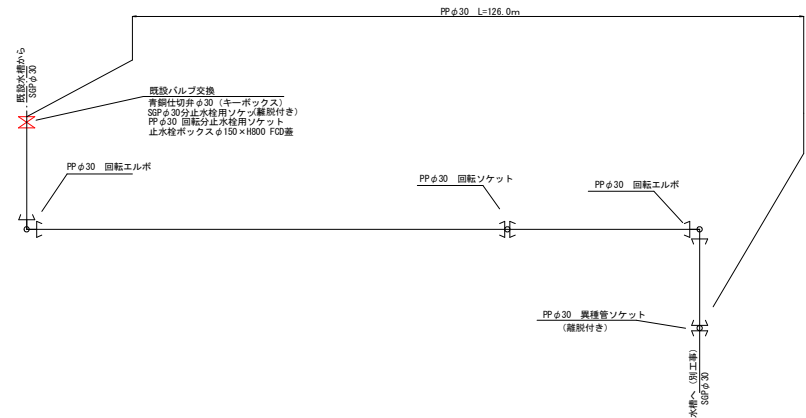 PPφ30 L=126.0m
既設水槽から
SGPφ30
既設バルブ交換
青銅仕切弁φ30 (キーボックス)
SGPφ30分止水栓用ソケット(離脱付き)
PPφ30 回転分止水栓用ソケット
止水栓ボックスφ150×H800 FCD蓋
PPφ30 回転エルボ
PPφ30 回転ソケット
PPφ30 回転エルボ
PPφ30 異種管ソケット
(離脱付き)
水槽へ (別工事)
SGPφ30